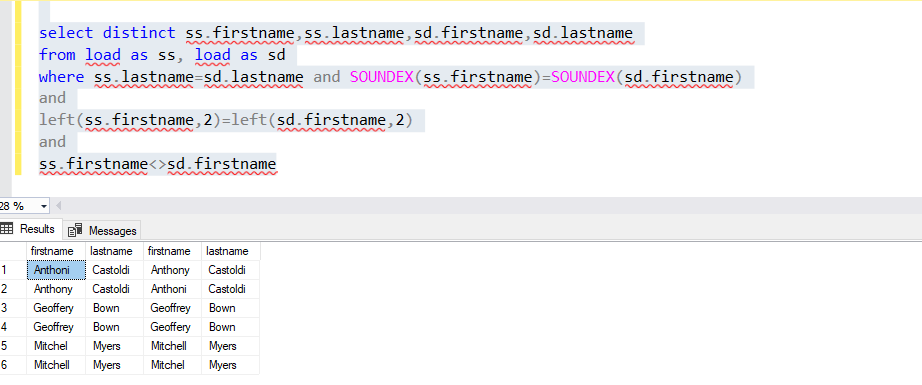 select distinct ss.firstname,ss.lastname,sd.firstname,sd.lastname
from load as ss, load as sd
where ss.lastname=sd.lastname and SOUNDEX(ss.firstname)=SOUNDEX(sd.firstname)
and
left(ss.firstname,2)=left(sd.firstname,2)
and
ss.firstname<>sd.firstname
28 %
Results Messages
firstname lastname firstname lastname
1 Anthoni Castoldi Anthony Castoldi
2 Anthony Castoldi Anthoni Castoldi
3 Geoffery Bown Geoffrey Bown
4 Geoffrey Bown Geoffery Bown
5 Mitchel Myers Mitchell Myers
6 Mitchell Myers Mitchel Myers